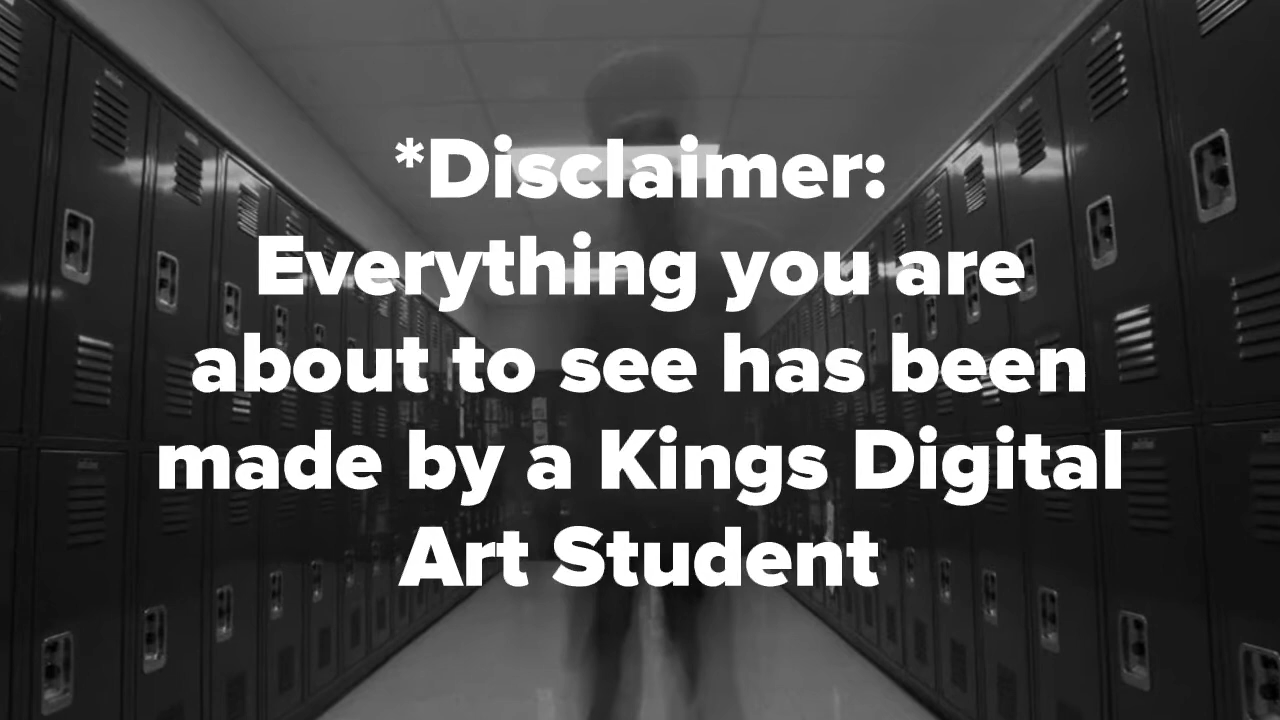 *Disclaimer:
Everything you are
about to see has been
made by a Kings Digital
Art Student